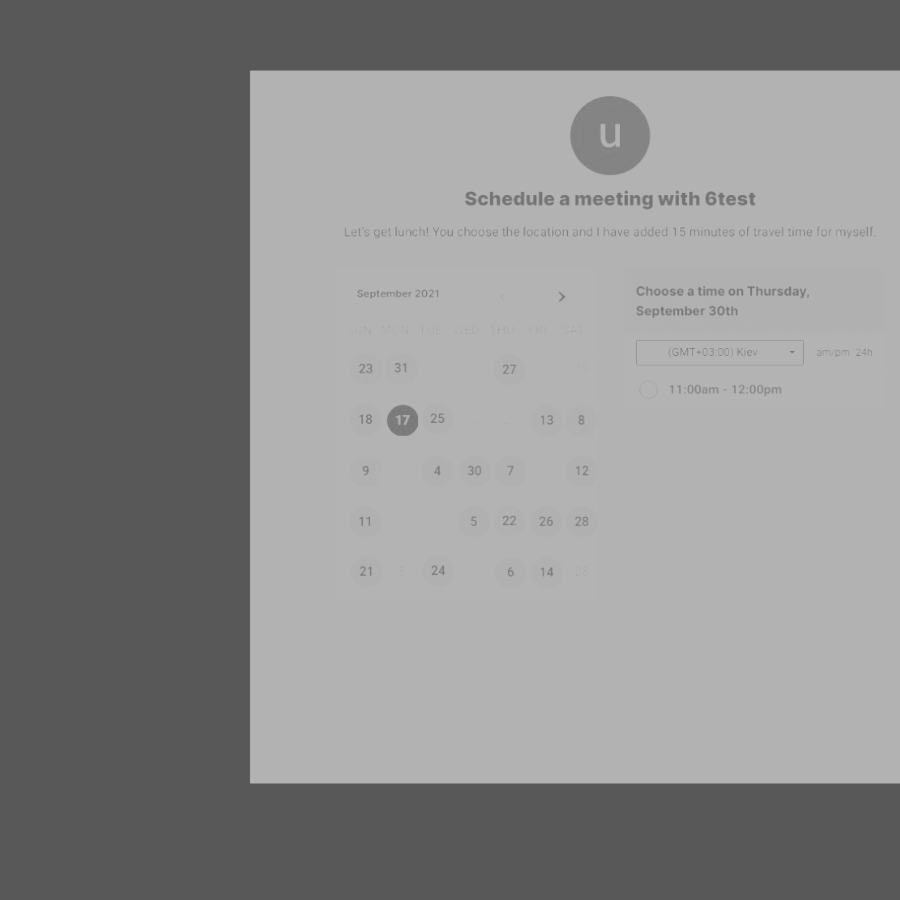 u
Schedule a meeting with 6test
Let's get lunch! You choose the location and I have added 15 minutes of travel time for myself.
September 2021
SUN MON TUE WED THU FRI SAT
23 31 27
18 17 25 13 8
9 4 30 7 12
11 5 22 26 28
21 24 6 14
Choose a time on Thursday,
September 30th
(GMT+03:00) Kiev am/pm 24h
11:00am - 12:00pm